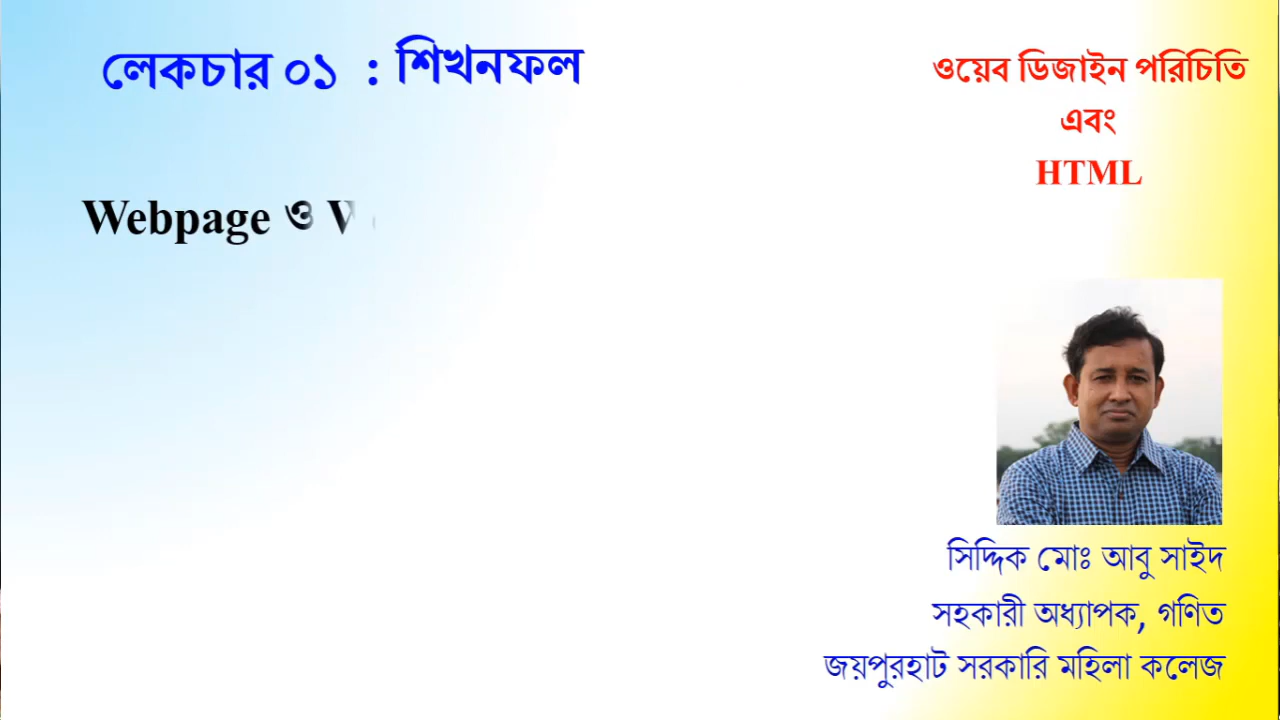 লেকচার ০১ : শিখনফল
ওয়েব ডিজাইন পরিচিতি
এবং
HTML
Webpage ও
সিদ্দিক মোঃ আবু সাইদ
সহকারী অধ্যাপক, গণিত
জয়পুরহাট সরকারি মহিলা কলেজ